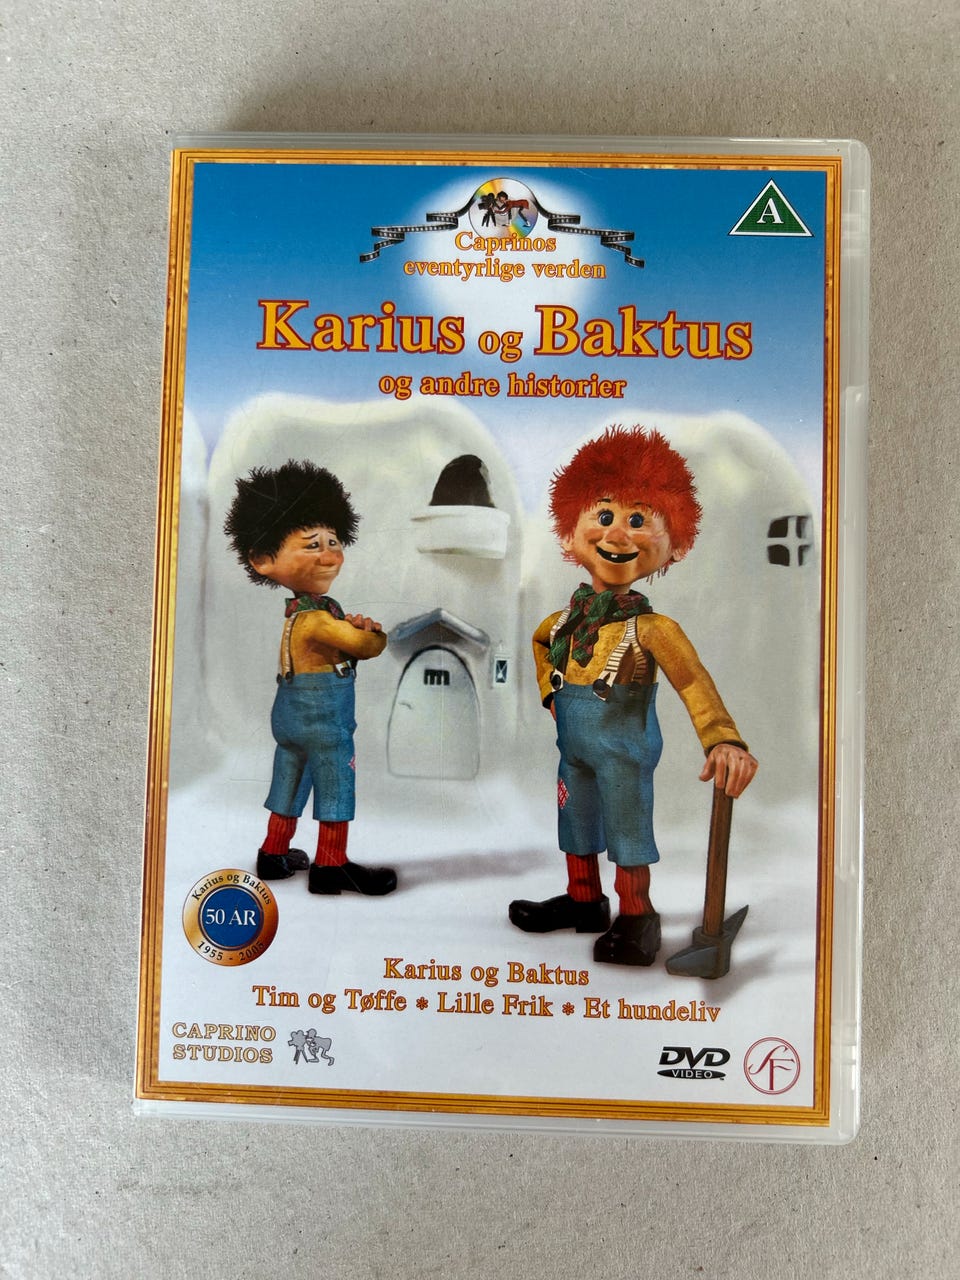 A
Caprinos
eventyrlige verden
Karius og Baktus
og andre historier
Karius og Baktus
50 ÅR
1955 - 2005
Karius og Baktus
Tim og Tøffe * Lille Frik * Et hundeliv
CAPRINO
STUDIOS
DVD
VIDEO
SF